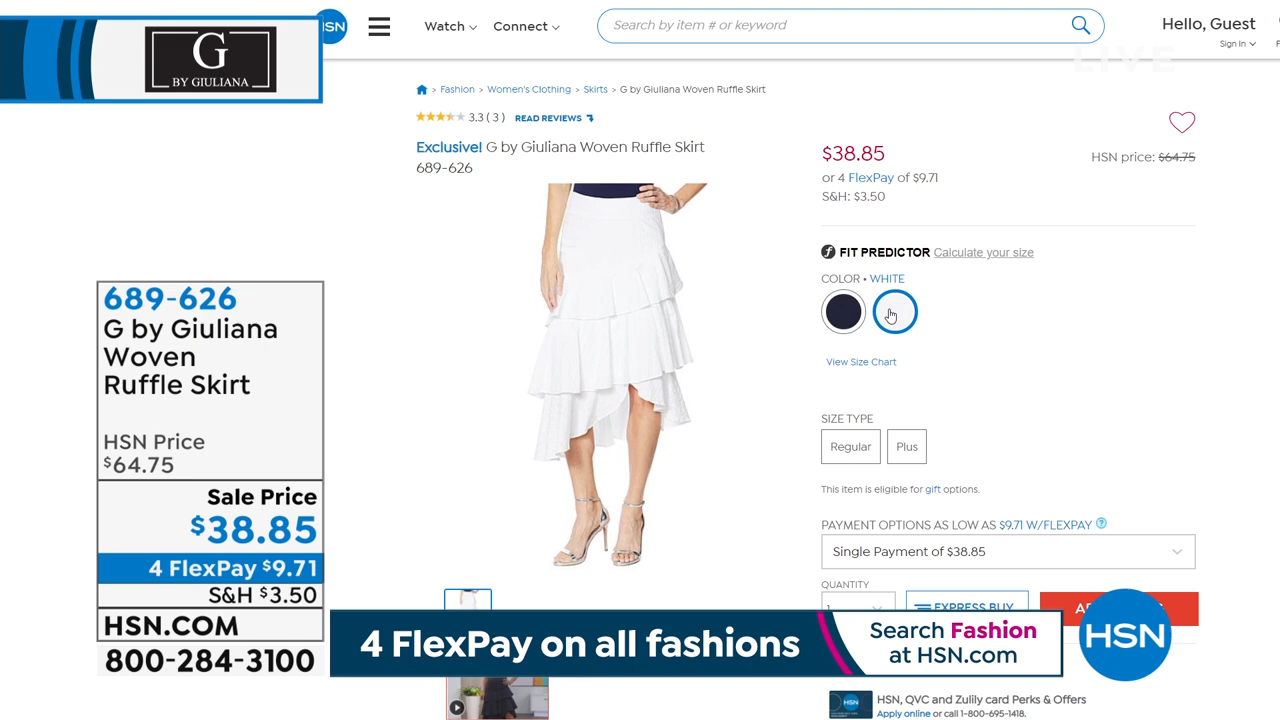 G
BY GIULIANA
HSN
Watch
Connect
Search by item # or keyword
Hello, Guest
Sign In
LIVE
> Fashion > Women's Clothing > Skirts > G by Giuliana Woven Ruffle Skirt
3.3 ( 3 ) READ REVIEWS
Exclusive! G by Giuliana Woven Ruffle Skirt
689-626
$38.85
HSN price: $64.75
or 4 FlexPay of $9.71
S&H: $3.50
FIT PREDICTOR Calculate your size
COLOR • WHITE
View Size Chart
SIZE TYPE
Regular
Plus
This item is eligible for gift options.
PAYMENT OPTIONS AS LOW AS $9.71 W/FLEXPAY ?
Single Payment of $38.85
QUANTITY
1
EXPRESS BUY
689-626
G by Giuliana
Woven
Ruffle Skirt
HSN Price
$64.75
Sale Price
$38.85
4 FlexPay $9.71
S&H $3.50
HSN.COM
800-284-3100
4 FlexPay on all fashions
Search Fashion
at HSN.com
HSN
HSN
HSN, QVC and Zulily card Perks & Offers
Apply online or call 1-800-695-1418.